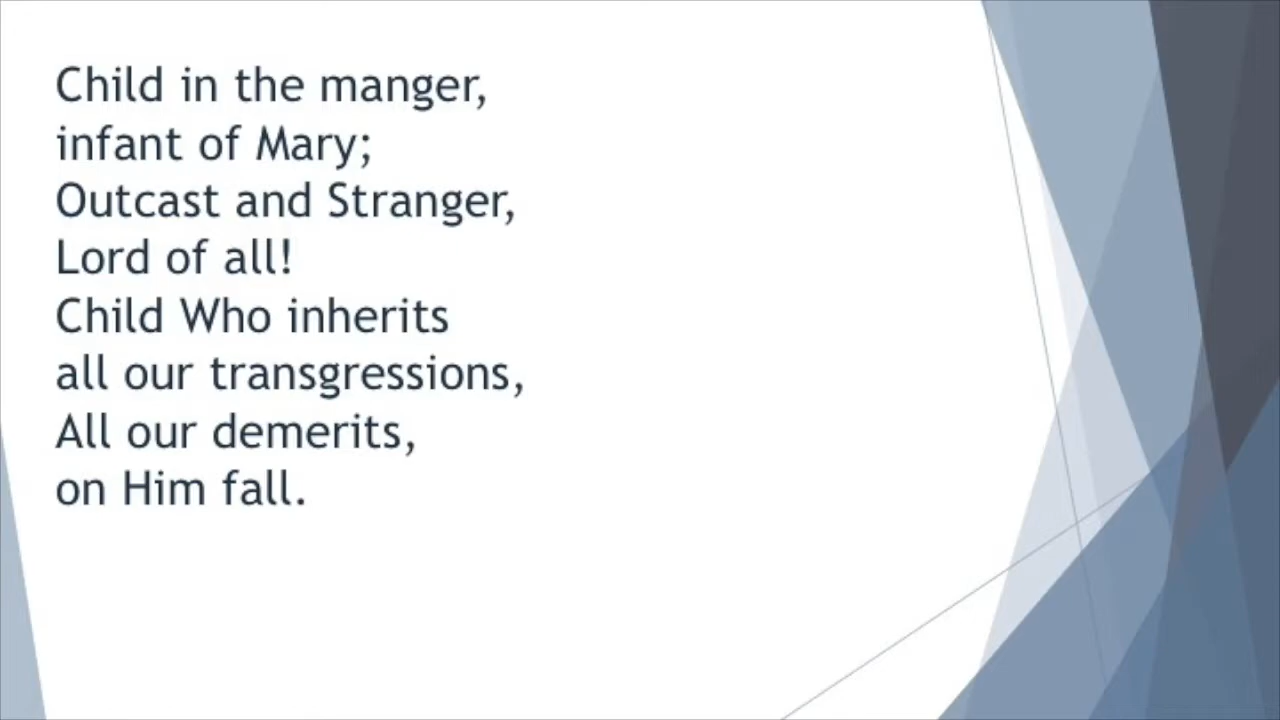 Child in the manger,
infant of Mary;
Outcast and Stranger,
Lord of all!
Child Who inherits
all our transgressions,
All our demerits,
on Him fall.